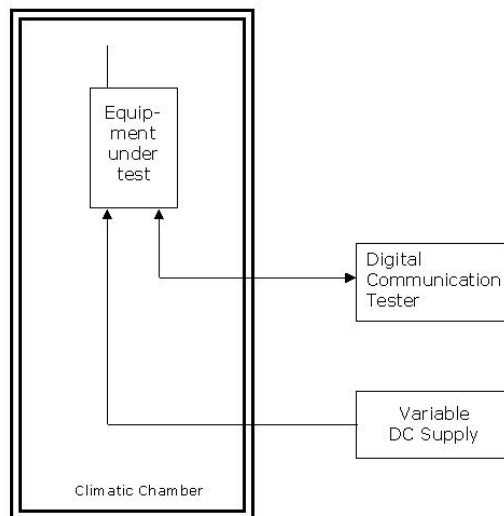 Equip-
ment
under
test
Digital
Communication
Tester
Variable
DC Supply
Climatic Chamber